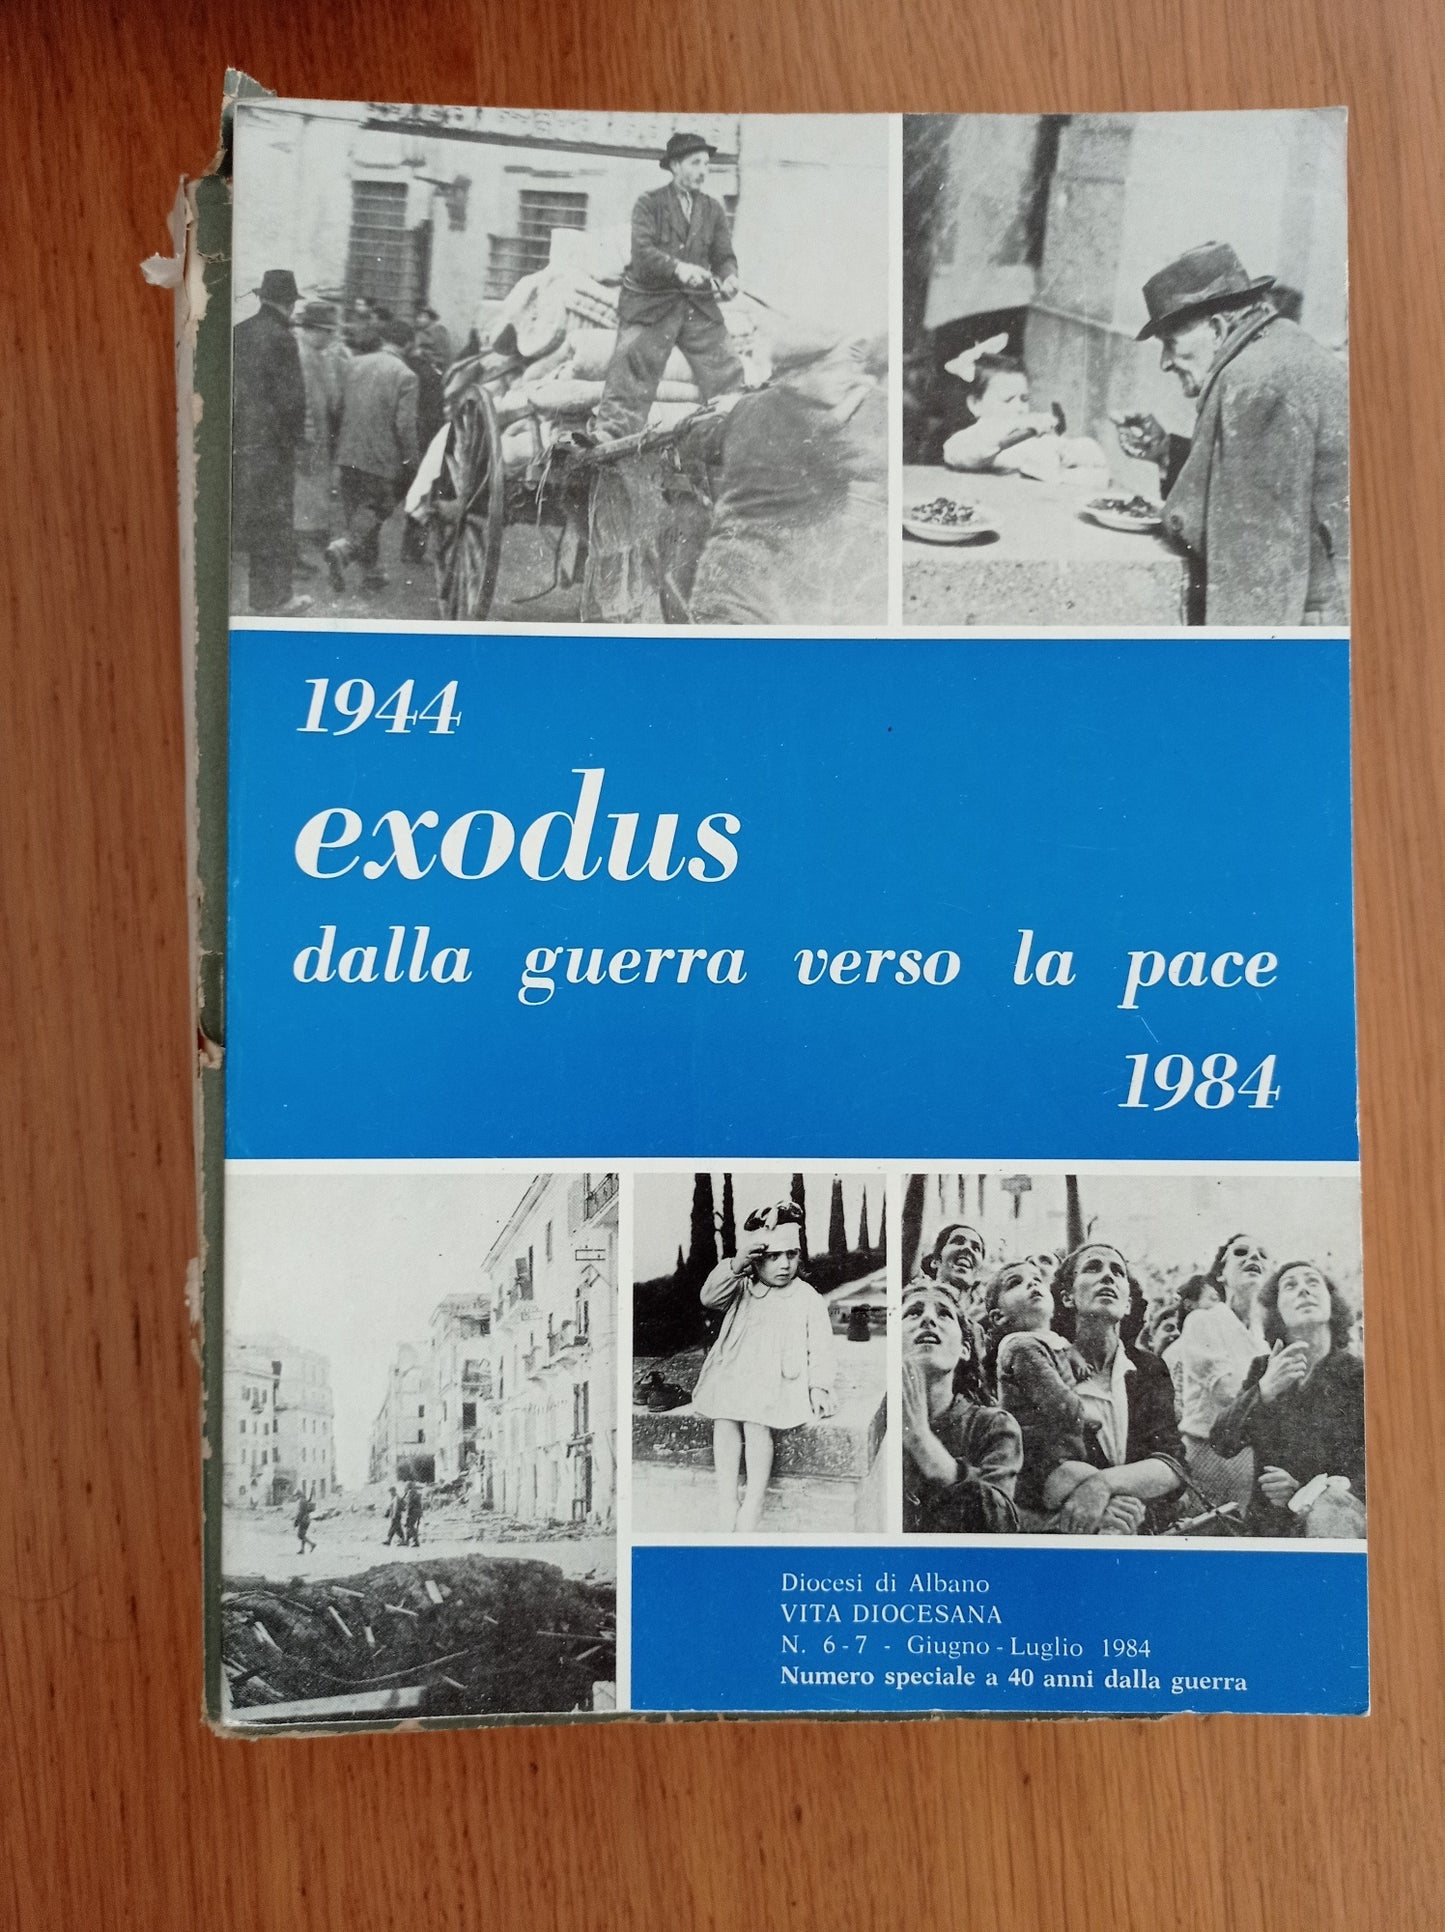 1944
exodus
dalla guerra verso la pace
1984
Diocesi di Albano
VITA DIOCESANA
N. 6-7 - Giugno-Luglio 1984
Numero speciale a 40 anni dalla guerra